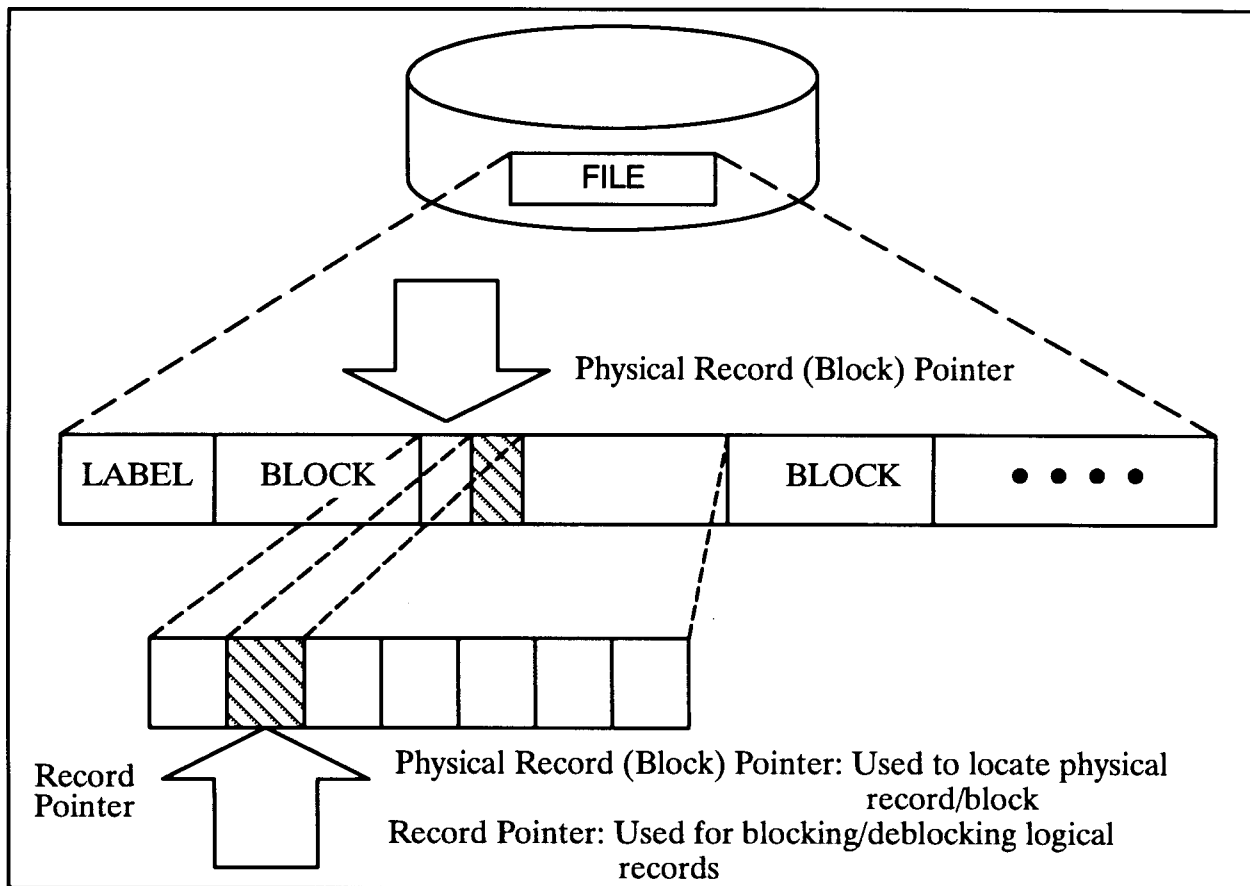 FILE
Physical Record (Block) Pointer
LABEL
BLOCK
BLOCK
Record
Pointer
Physical Record (Block) Pointer: Used to locate physical
record/block
Record Pointer: Used for blocking/deblocking logical
records